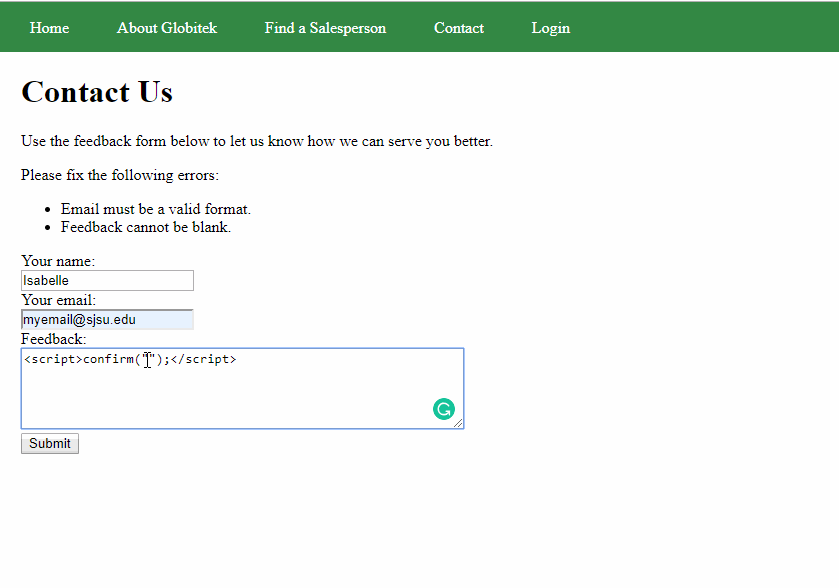 Home About Globitek Find a Salesperson Contact Login
Contact Us
Use the feedback form below to let us know how we can serve you better.
Please fix the following errors:
Email must be a valid format.
Feedback cannot be blank.
Your name:
Isabelle
Your email:
myemail@sjsu.edu
Feedback:
<script>confirm("");</script>
Submit